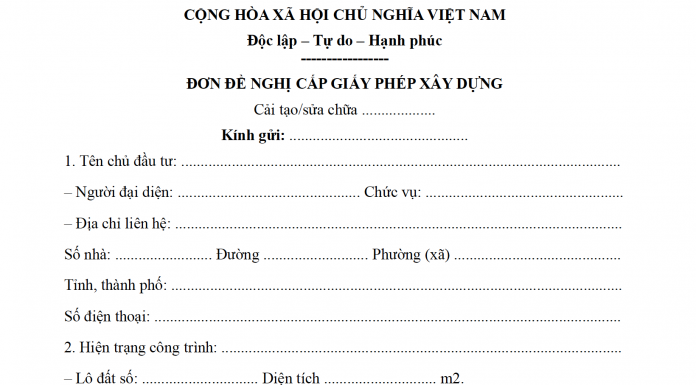 CỘNG HÒA XÃ HỘI CHỦ NGHĨA VIỆT NAM
Độc lập – Tự do – Hạnh phúc
-----------------
ĐƠN ĐỀ NGHỊ CẤP GIẤY PHÉP XÂY DỰNG
Cải tạo/sửa chữa ...................
Kính gửi: ..............................................
1. Tên chủ đầu tư: .................................................................................................................
– Người đại diện: ............................................... Chức vụ: ...................................................
– Địa chỉ liên hệ: ...................................................................................................................
Số nhà: ......................... Đường ........................... Phường (xã) ...........................................
Tỉnh, thành phố: ....................................................................................................................
Số điện thoại: ........................................................................................................................
2. Hiện trạng công trình: .......................................................................................................
– Lô đất số: .............................. Diện tích ............................. m2.